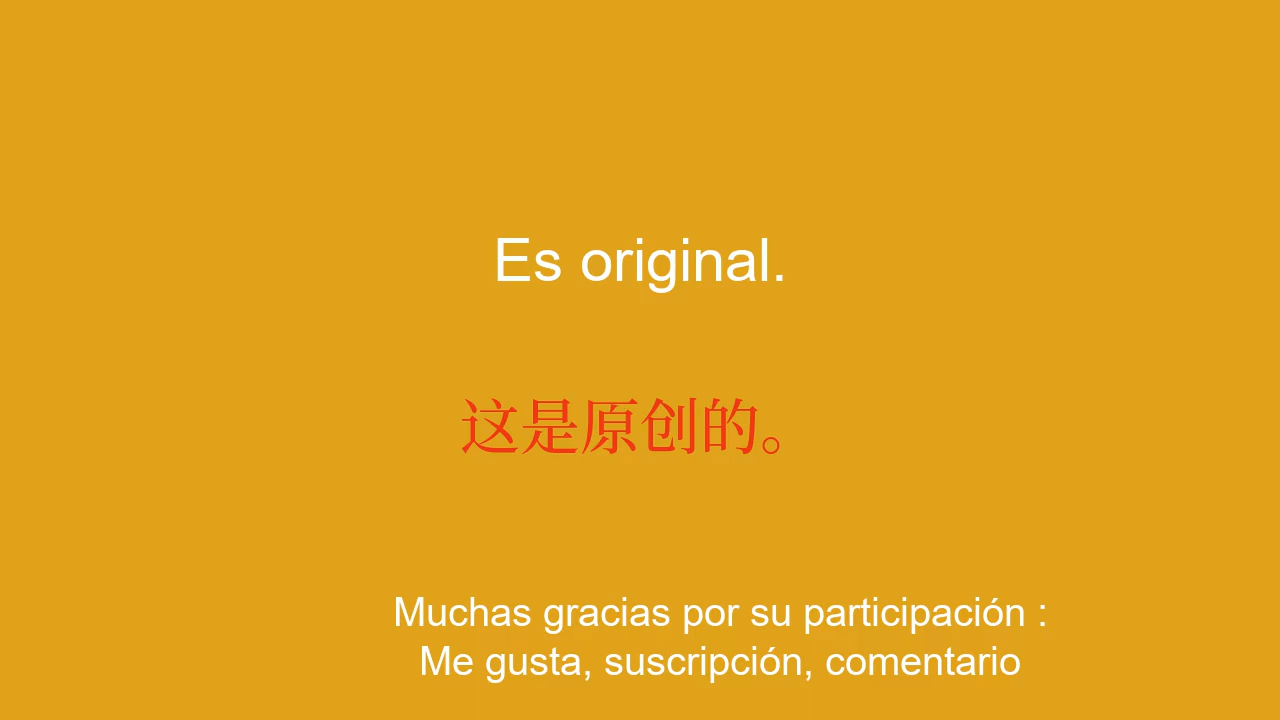 Es original.
这是原创的。
Muchas gracias por su participación :
Me gusta, suscripción, comentario